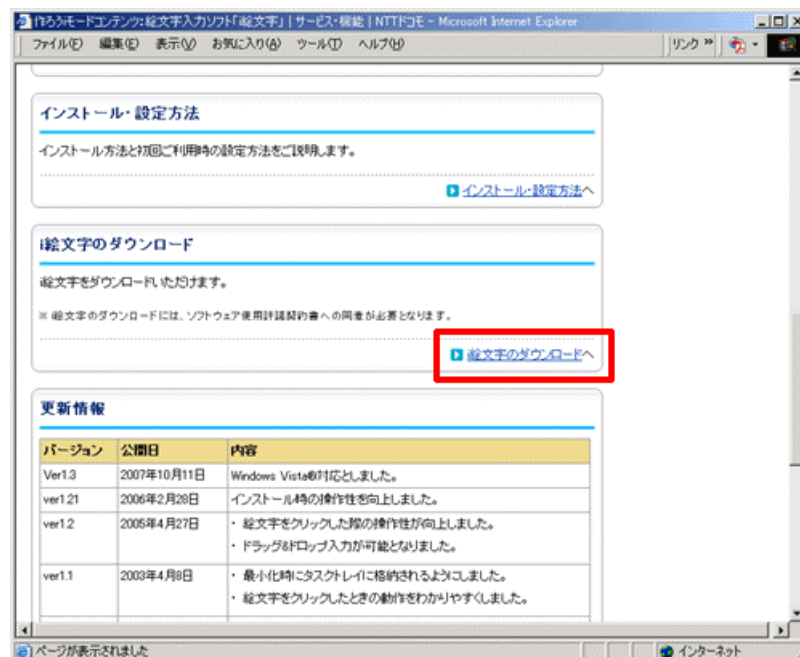 作ろうiモードコンテンツ:絵文字入力ソフト「i絵文字」 | サービス・機能 | NTTドコモ - Microsoft Internet Explorer
ファイル(F) 編集(E) 表示(V) お気に入り(A) ツール(T) ヘルプ(H) リンク »
インストール・設定方法
インストール方法と初回ご利用時の設定方法をご説明します。
インストール・設定方法へ
i絵文字のダウンロード
i絵文字をダウンロードいただけます。
※ i絵文字のダウンロードには、ソフトウェア使用許諾契約書への同意が必要となります。
i絵文字のダウンロードへ
更新情報
バージョン 公開日 内容
Ver1.3 2007年10月11日 Windows Vista®対応としました。
ver1.21 2006年2月28日 インストール時の操作性を向上しました。
ver1.2 2005年4月27日 ・ 絵文字をクリックした際の操作性が向上しました。
・ ドラッグ&ドロップ入力が可能となりました。
ver1.1 2003年4月8日 ・ 最小化時にタスクトレイに格納されるようにしました。
・ 絵文字をクリックしたときの動作をわかりやすくしました。
ページが表示されました インターネット